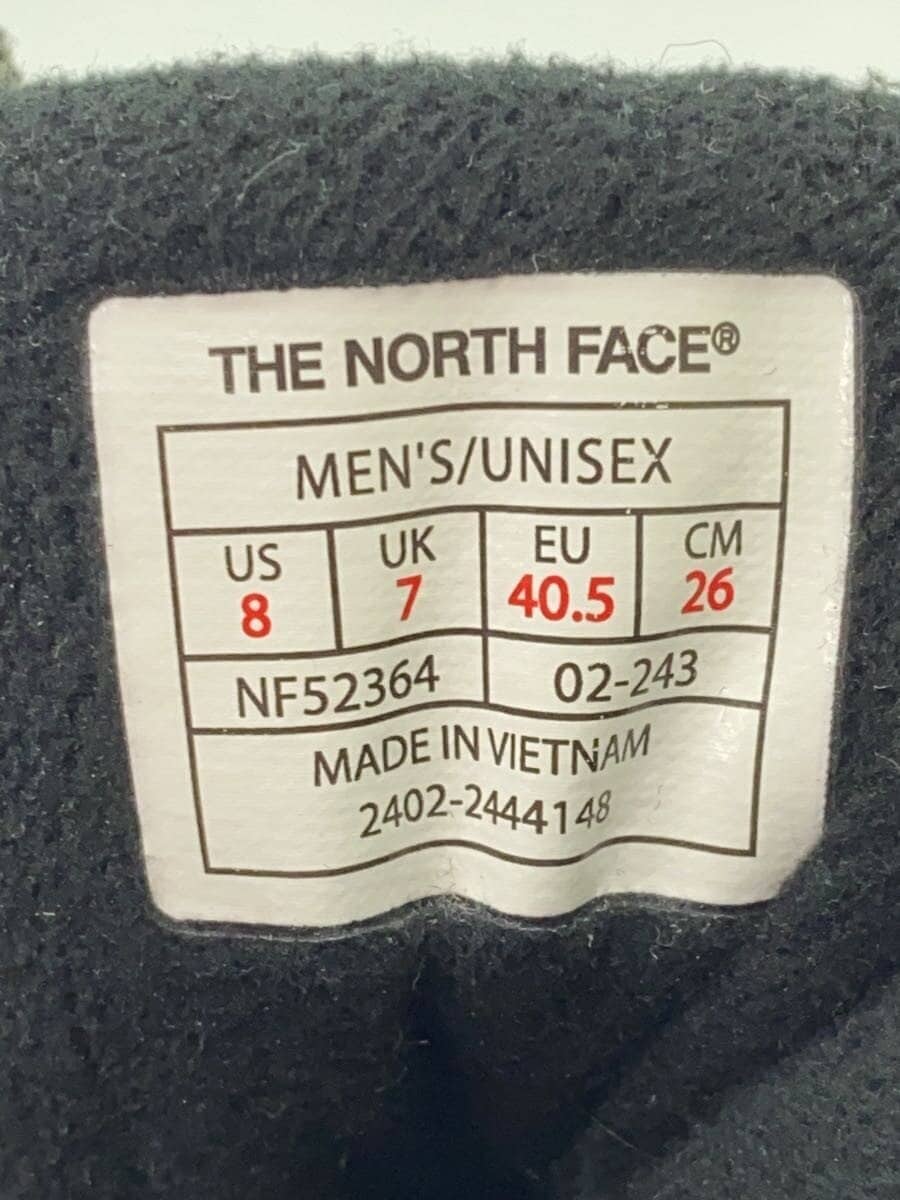 THE NORTH FACE®
MEN'S/UNISEX
US UK EU CM
8 7 40.5 26
NF52364 02-243
MADE IN VIETNAM
2402-2444148